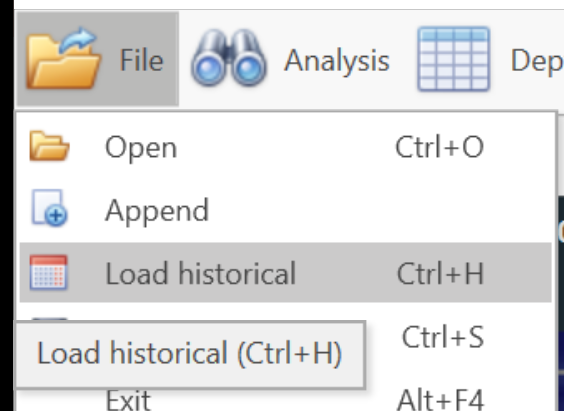 File Analysis Dep
Open Ctrl+O
Append
Load historical Ctrl+H
Ctrl+S
Load historical (Ctrl+H)
Exit Alt+F4